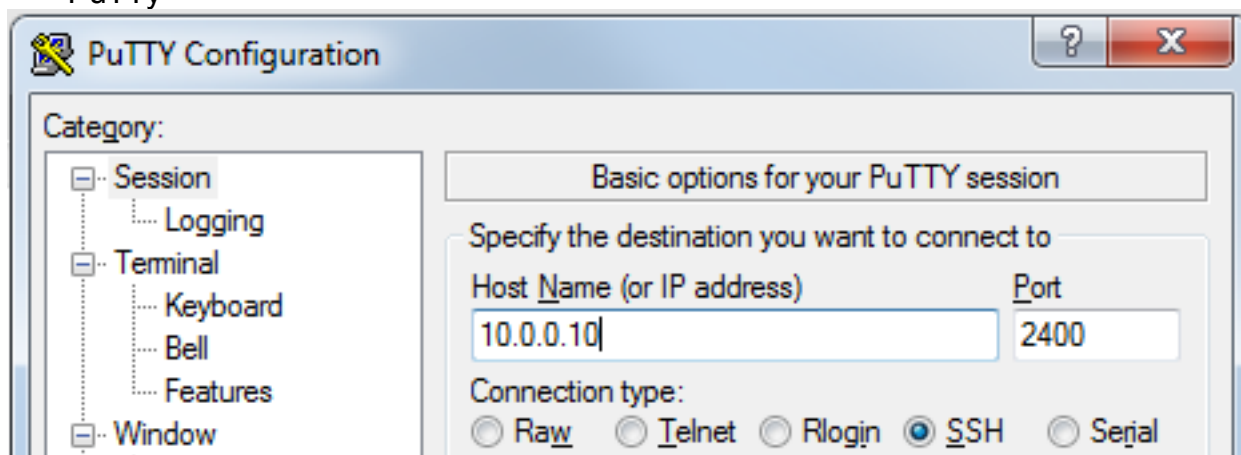 PuTTY
PuTTY Configuration
Category:
Session
Logging
Terminal
Keyboard
Bell
Features
Window
Basic options for your PuTTY session
Specify the destination you want to connect to
Host Name (or IP address)
Port
10.0.0.10
2400
Connection type:
Raw Telnet Rlogin SSH Serial